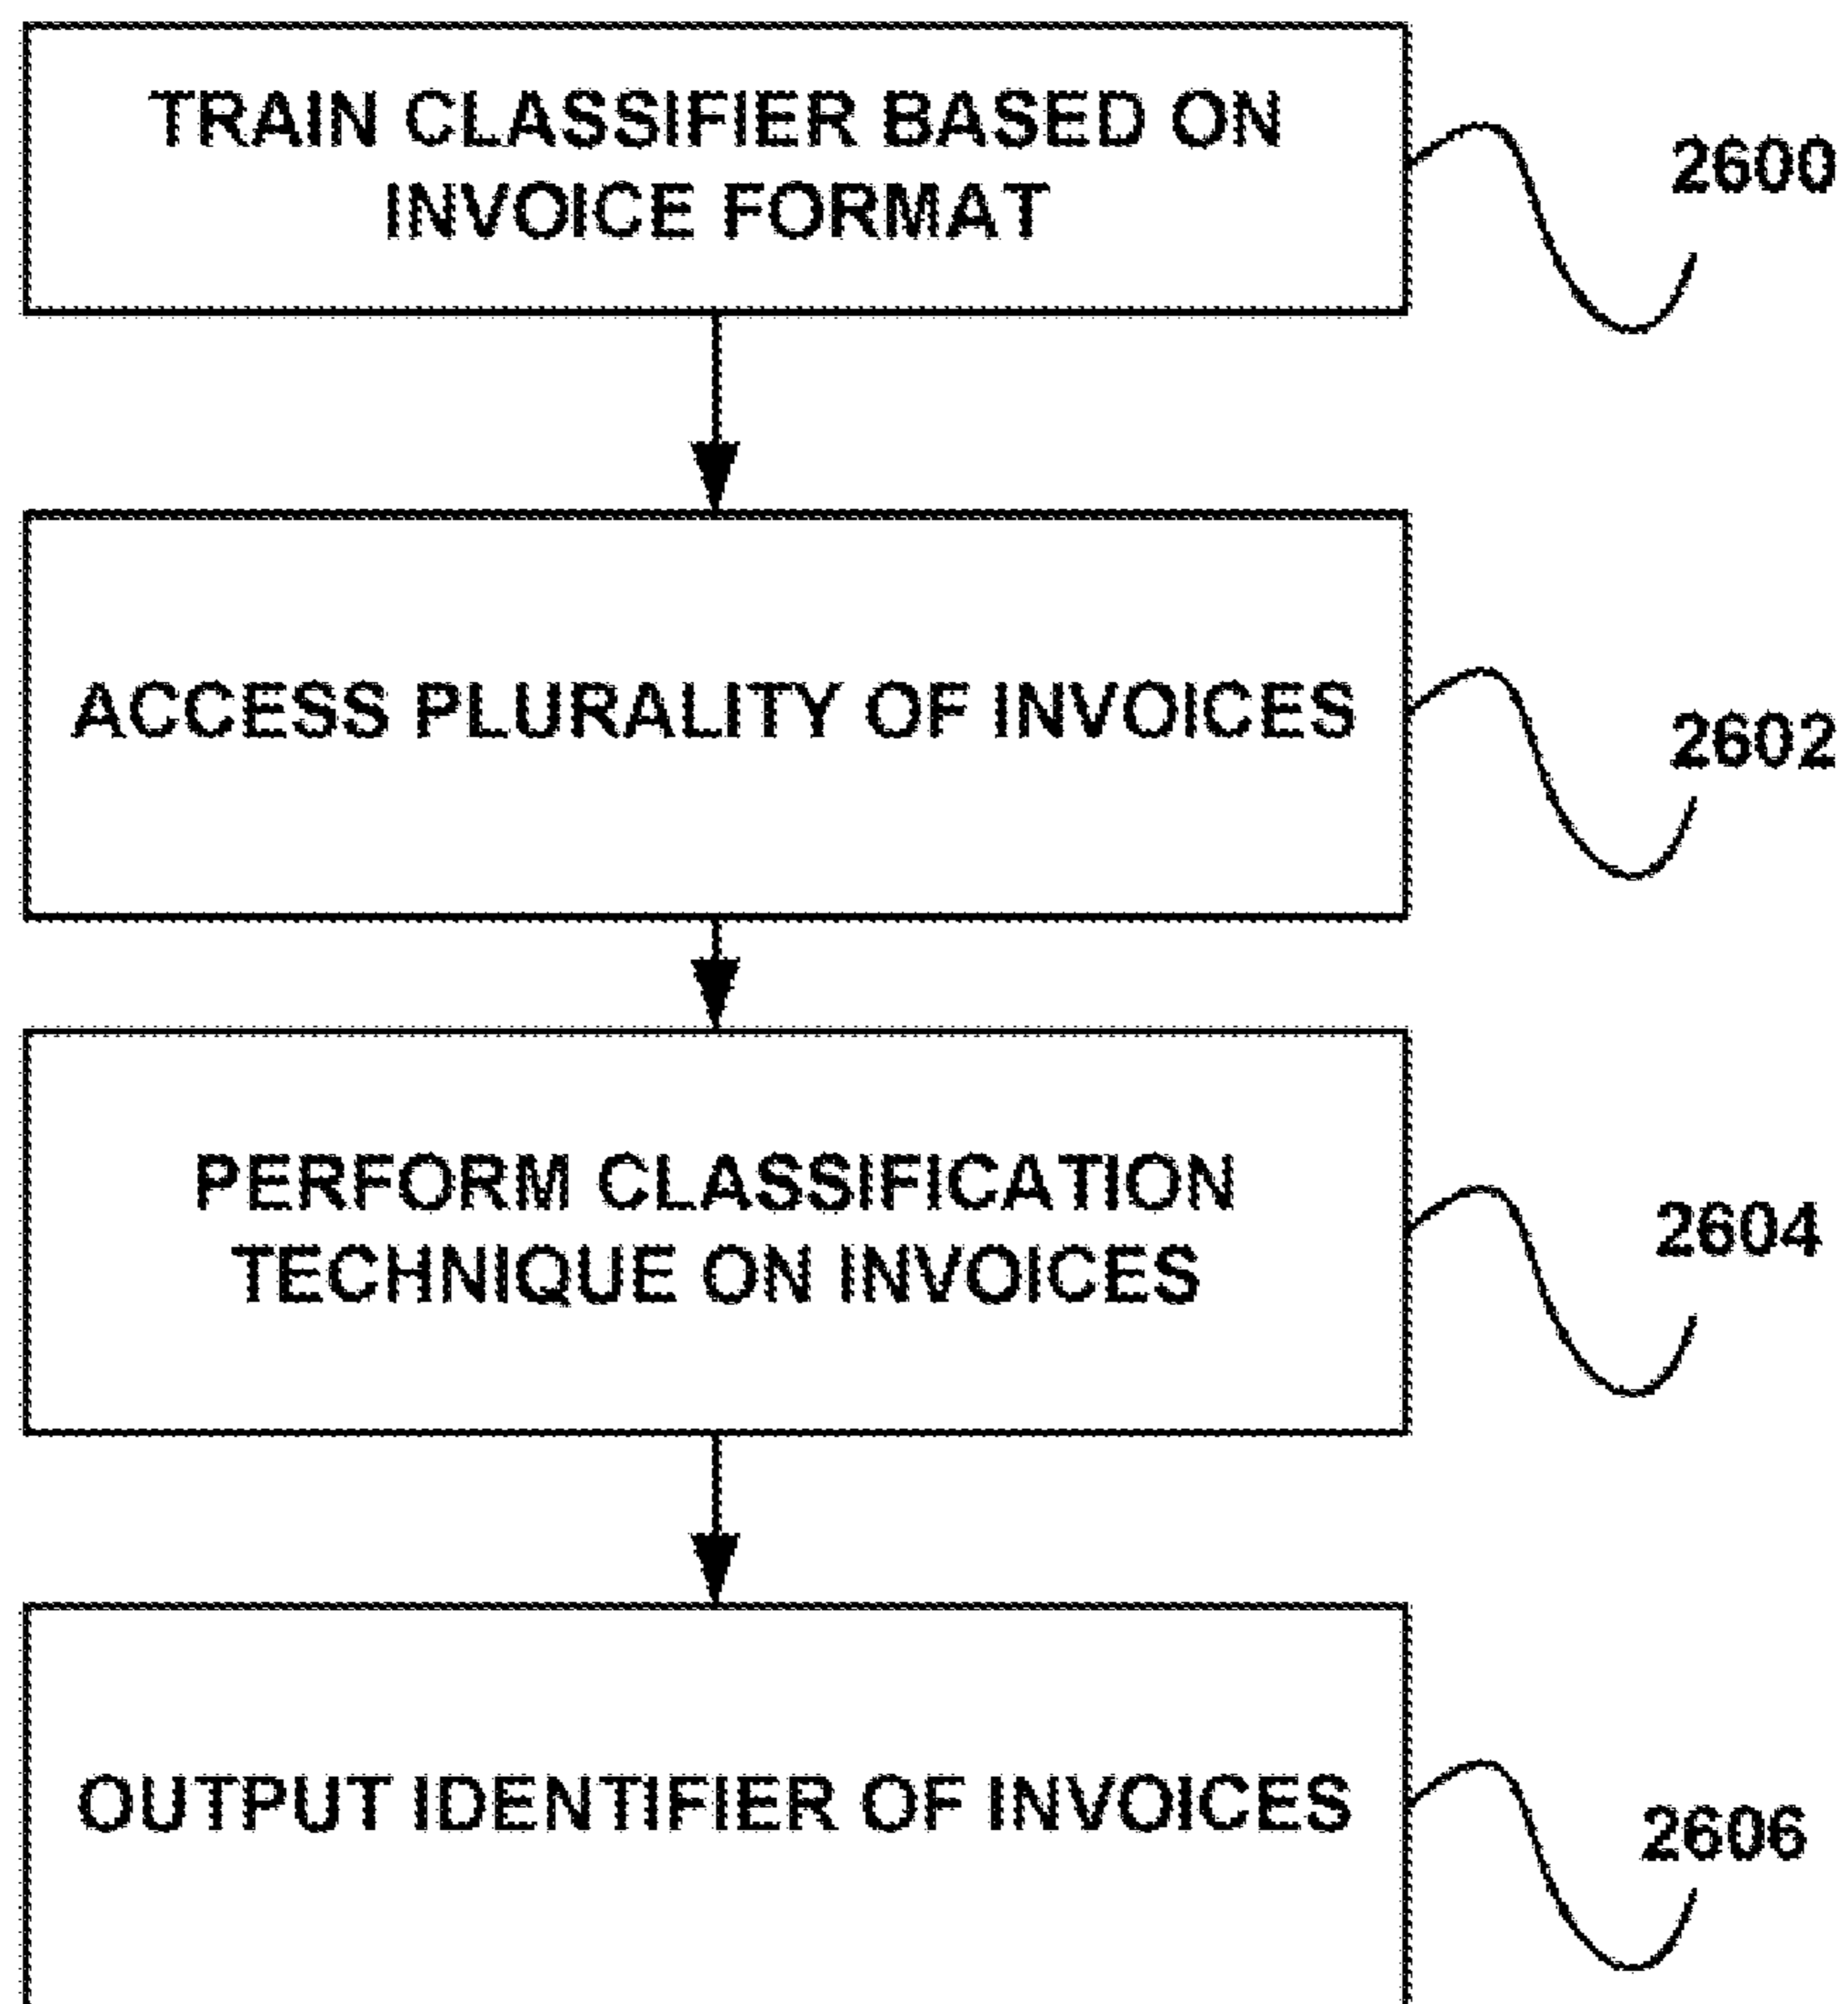 TRAIN CLASSIFIER BASED ON
INVOICE FORMAT
2600
ACCESS PLURALITY OF INVOICES
2602
PERFORM CLASSIFICATION
TECHNIQUE ON INVOICES
2604
OUTPUT IDENTIFIER OF INVOICES
2606